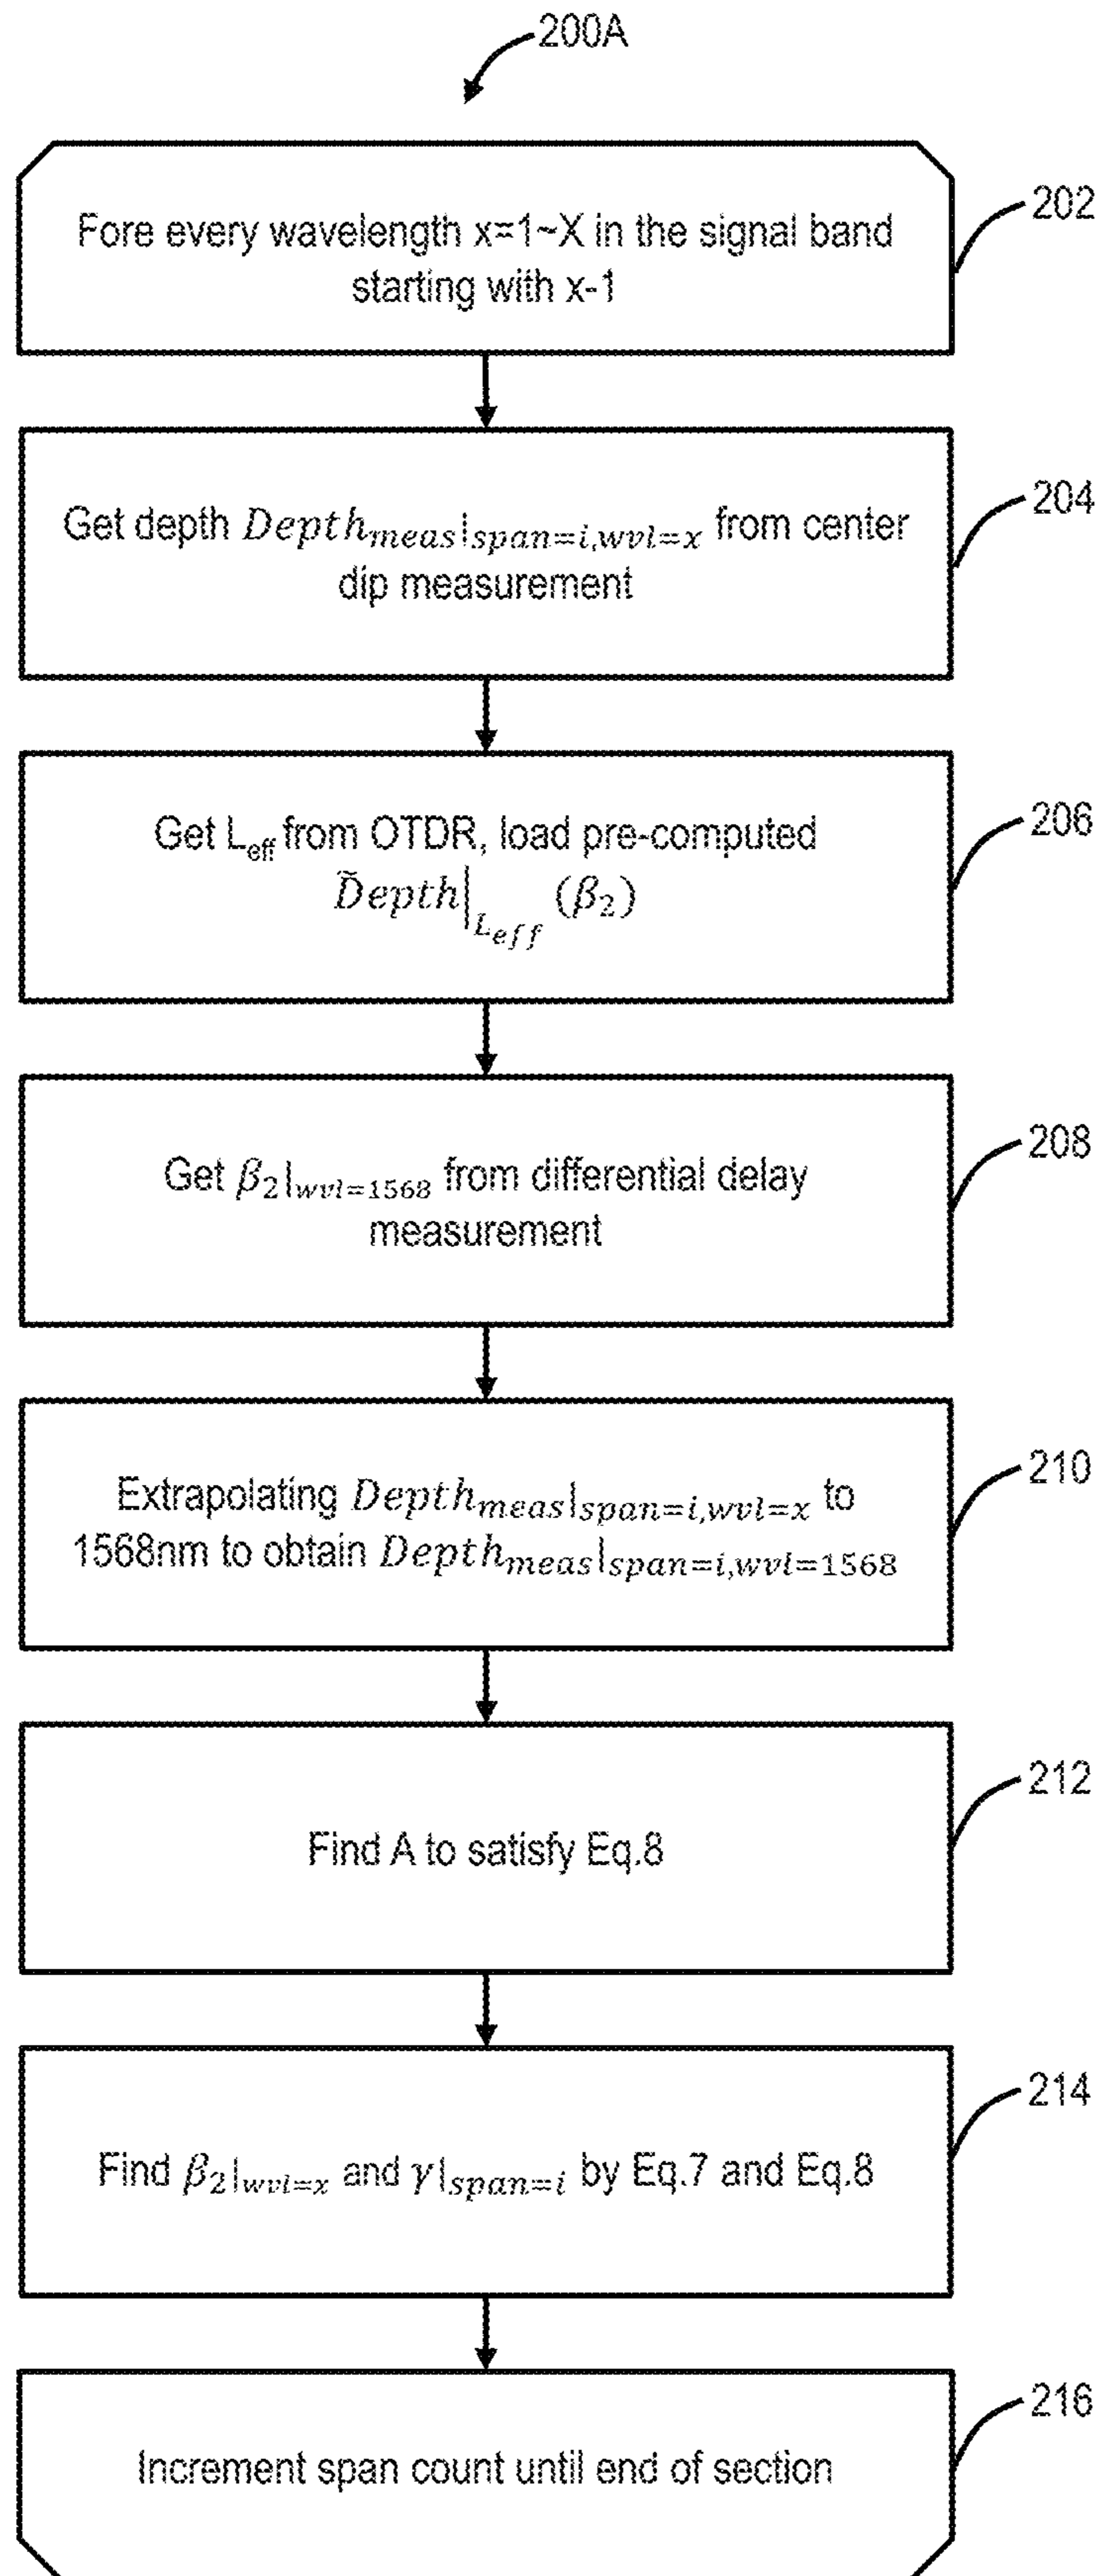 200A
Fore every wavelength x=1~X in the signal band
starting with x-1
202
Get depth Depth_meas|span=i,wvl=x from center
dip measurement
204
Get L_eff from OTDR, load pre-computed
D̃epth|_L_eff (β₂)
206
Get β₂|wvl=1568 from differential delay
measurement
208
Extrapolating Depth_meas|span=i,wvl=x to
1568nm to obtain Depth_meas|span=i,wvl=1568
210
Find A to satisfy Eq.8
212
Find β₂|wvl=x and γ|span=i by Eq.7 and Eq.8
214
Increment span count until end of section
216